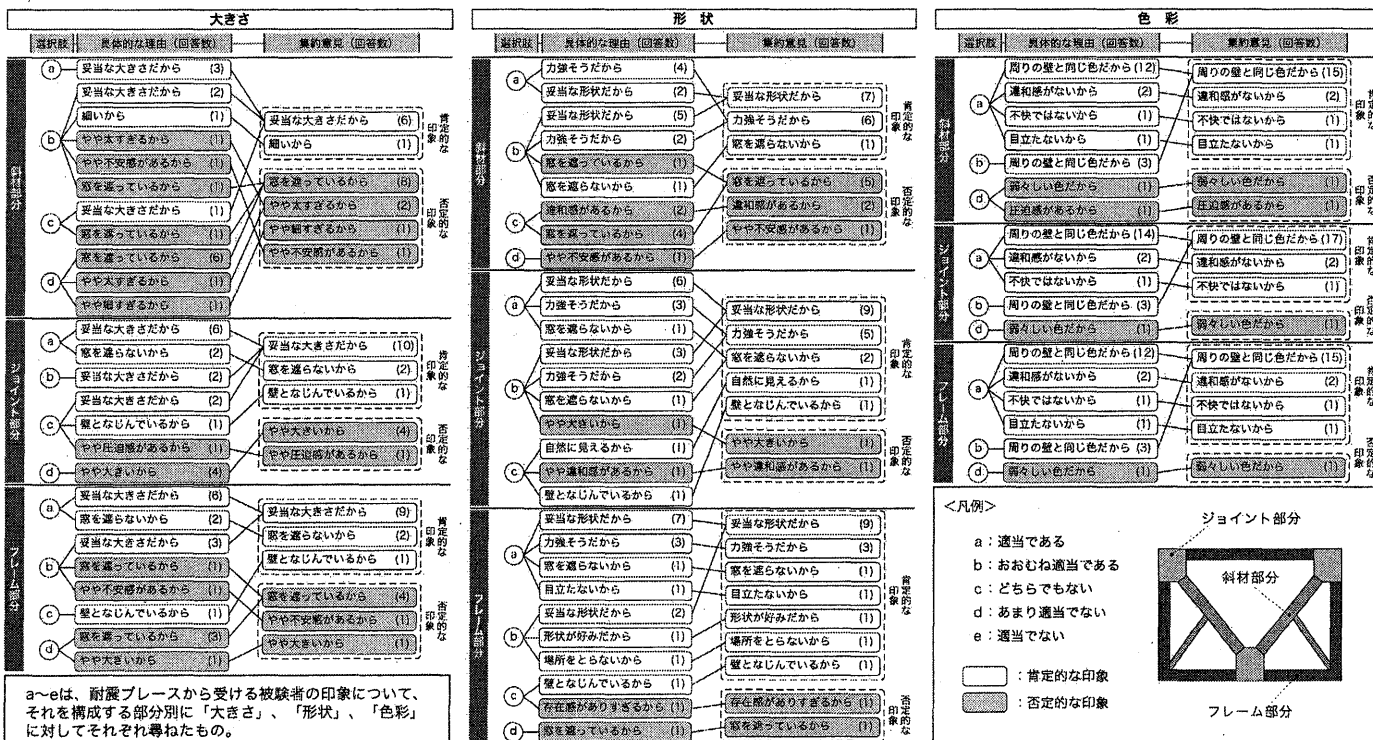 大きさ
選択肢 具体的な理由（回答数） 集約意見（回答数）
斜材部分
a 妥当な大きさだから (3)
b 妥当な大きさだから (2)
細いから (1)
やや太すぎるから (1)
やや不安感があるから (1)
窓を遮っているから (1)
c 妥当な大きさだから (1)
窓を遮っているから (1)
d 窓を遮っているから (6)
やや太すぎるから (1)
やや細すぎるから (1)
妥当な大きさだから (6)
細いから (1)
肯定的な印象
窓を遮っているから (8)
やや太すぎるから (2)
やや細すぎるから (1)
やや不安感があるから (1)
否定的な印象
ジョイント部分
a 妥当な大きさだから (6)
窓を遮らないから (2)
b 妥当な大きさだから (2)
c 妥当な大きさだから (2)
壁となじんでいるから (1)
やや圧迫感があるから (1)
d やや大きいから (4)
妥当な大きさだから (10)
窓を遮らないから (2)
壁となじんでいるから (1)
肯定的な印象
やや大きいから (4)
やや圧迫感があるから (1)
否定的な印象
フレーム部分
a 妥当な大きさだから (6)
窓を遮らないから (2)
b 妥当な大きさだから (3)
窓を遮っているから (1)
やや不安感があるから (1)
c 壁となじんでいるから (1)
d 窓を遮っているから (3)
やや大きいから (1)
妥当な大きさだから (9)
窓を遮らないから (2)
壁となじんでいるから (1)
肯定的な印象
窓を遮っているから (4)
やや不安感があるから (1)
やや大きいから (1)
否定的な印象
a～eは、耐震ブレースから受ける被験者の印象について、
それを構成する部分別に「大きさ」、「形状」、「色彩」
に対してそれぞれ尋ねたもの。
形 状
選択肢 具体的な理由（回答数） 集約意見（回答数）
斜材部分
a 力強そうだから (4)
妥当な形状だから (2)
b 妥当な形状だから (5)
力強そうだから (2)
窓を遮っているから (1)
窓を遮らないから (1)
c 違和感があるから (2)
窓を遮っているから (4)
d やや不安感があるから (1)
妥当な形状だから (7)
力強そうだから (6)
窓を遮らないから (1)
肯定的な印象
窓を遮っているから (5)
違和感があるから (2)
やや不安感があるから (1)
否定的な印象
ジョイント部分
a 妥当な形状だから (6)
力強そうだから (3)
窓を遮らないから (1)
b 妥当な形状だから (3)
力強そうだから (2)
窓を遮らないから (1)
やや大きいから (1)
自然に見えるから (1)
c やや違和感があるから (1)
壁となじんでいるから (1)
妥当な形状だから (9)
力強そうだから (5)
窓を遮らないから (2)
自然に見えるから (1)
壁となじんでいるから (1)
肯定的な印象
やや大きいから (1)
やや違和感があるから (1)
否定的な印象
フレーム部分
a 妥当な形状だから (7)
力強そうだから (3)
窓を遮らないから (1)
目立たないから (1)
b 妥当な形状だから (2)
形状が好みだから (1)
場所をとらないから (1)
c 壁となじんでいるから (1)
存在感がありすぎるから (1)
d 窓を遮っているから (1)
妥当な形状だから (9)
力強そうだから (3)
窓を遮らないから (1)
目立たないから (1)
形状が好みだから (1)
場所をとらないから (1)
壁となじんでいるから (1)
肯定的な印象
存在感がありすぎるから (1)
窓を遮っているから (1)
否定的な印象
色 彩
選択肢 具体的な理由（回答数） 集約意見（回答数）
斜材部分
a 周りの壁と同じ色だから (12)
違和感がないから (2)
不快ではないから (1)
目立たないから (1)
b 周りの壁と同じ色だから (3)
d 弱々しい色だから (1)
圧迫感があるから (1)
周りの壁と同じ色だから (15)
違和感がないから (2)
不快ではないから (1)
目立たないから (1)
肯定的な印象
弱々しい色だから (1)
圧迫感があるから (1)
否定的な印象
ジョイント部分
a 周りの壁と同じ色だから (14)
違和感がないから (2)
不快ではないから (1)
b 周りの壁と同じ色だから (3)
d 弱々しい色だから (1)
周りの壁と同じ色だから (17)
違和感がないから (2)
不快ではないから (1)
肯定的な印象
弱々しい色だから (1)
否定的な印象
フレーム部分
a 周りの壁と同じ色だから (12)
違和感がないから (2)
不快ではないから (1)
目立たないから (1)
b 周りの壁と同じ色だから (3)
d 弱々しい色だから (1)
周りの壁と同じ色だから (15)
違和感がないから (2)
不快ではないから (1)
目立たないから (1)
肯定的な印象
弱々しい色だから (1)
否定的な印象
＜凡例＞
a：適当である
b：おおむね適当である
c：どちらでもない
d：あまり適当でない
e：適当でない
：肯定的な印象
：否定的な印象
ジョイント部分
斜材部分
フレーム部分